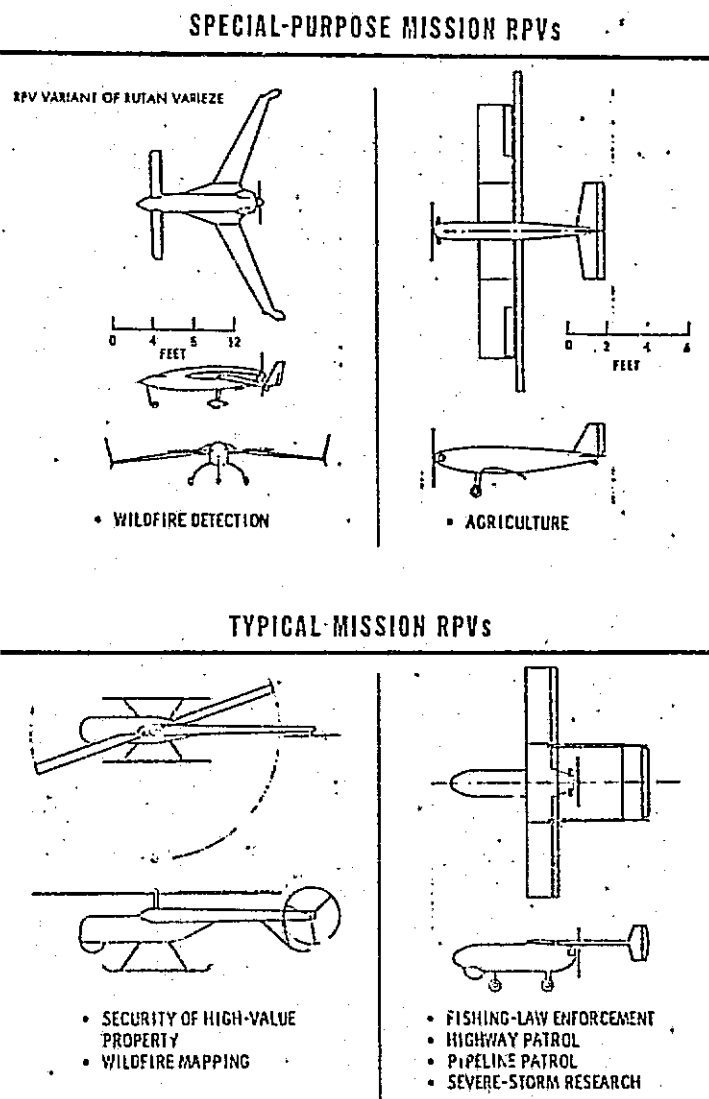 SPECIAL-PURPOSE MISSION RPVs
RPV VARIANT OF RUTAN VARIEZE
0 4 5 12
FEET
• WILDFIRE DETECTION
0 2 4 6
FEET
• AGRICULTURE
TYPICAL-MISSION RPVs
• SECURITY OF HIGH-VALUE
PROPERTY
• WILDFIRE MAPPING
• FISHING-LAW ENFORCEMENT
• HIGHWAY PATROL
• PIPELINE PATROL
• SEVERE-STORM RESEARCH